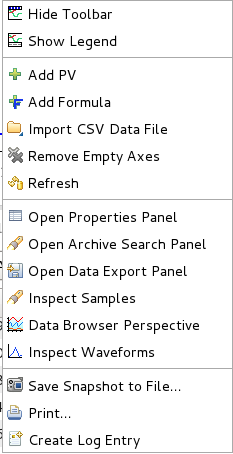 Hide Toolbar
Show Legend
Add PV
Add Formula
Import CSV Data File
Remove Empty Axes
Refresh
Open Properties Panel
Open Archive Search Panel
Open Data Export Panel
Inspect Samples
Data Browser Perspective
Inspect Waveforms
Save Snapshot to File...
Print...
Create Log Entry